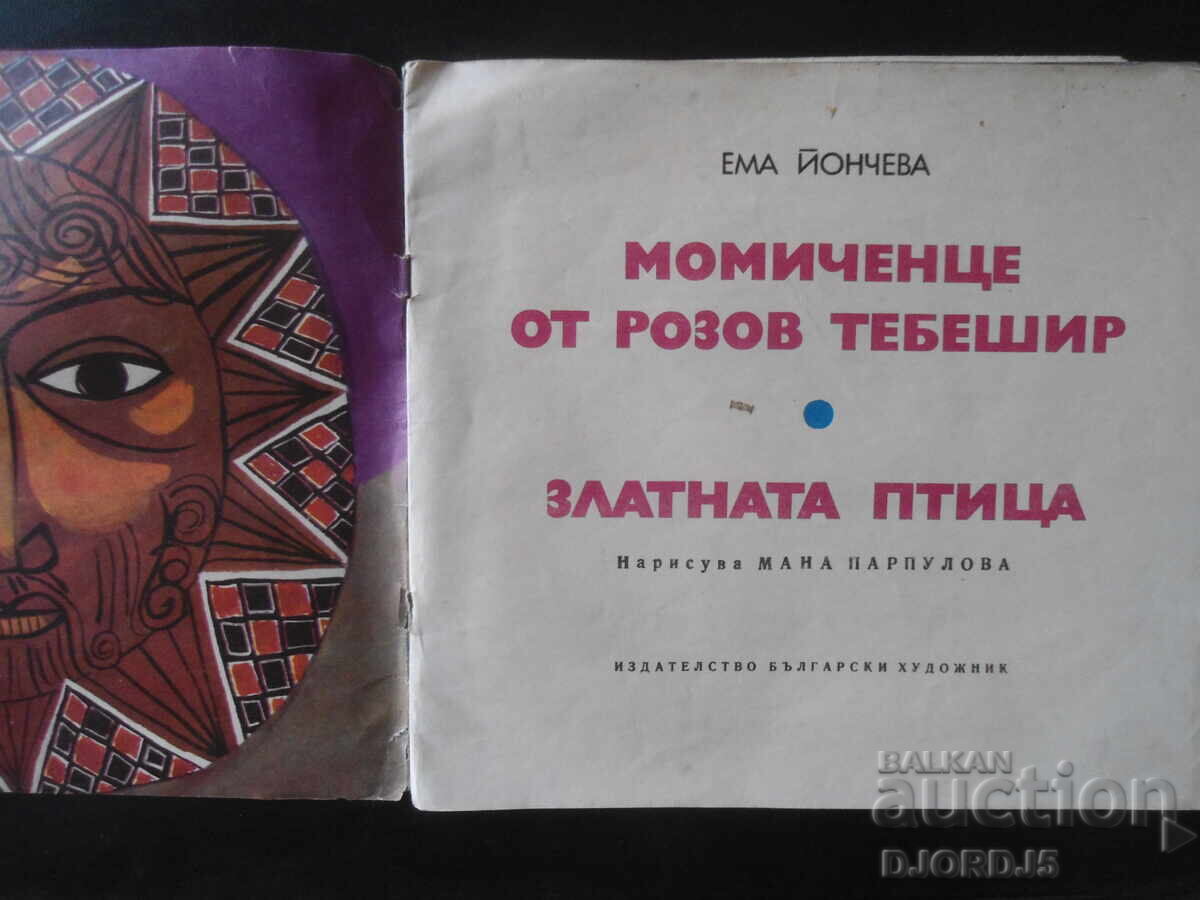 ЕМА ЙОНЧЕВА
МОМИЧЕНЦЕ
ОТ РОЗОВ ТЕБЕШИР
ЗЛАТНАТА ПТИЦА
Нарисува МАНА ПАРПУЛОВА
ИЗДАТЕЛСТВО БЪЛГАРСКИ ХУДОЖНИК
BALKAN
auction
DJORDJ5